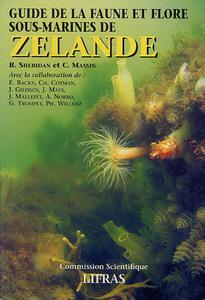 GUIDE DE LA FAUNE ET FLORE
SOUS-MARINES DE
ZELANDE
R. SHERIDAN et C. MASSIN
Avec la collaboration de :
E. BACKX, CH. COTMAN,
J. GILISSEN, J. MAES,
J. MALLEFET, A. NORRO,
G. TROMPET, PH. WILLENZ
Commission Scientifique
LIFRAS